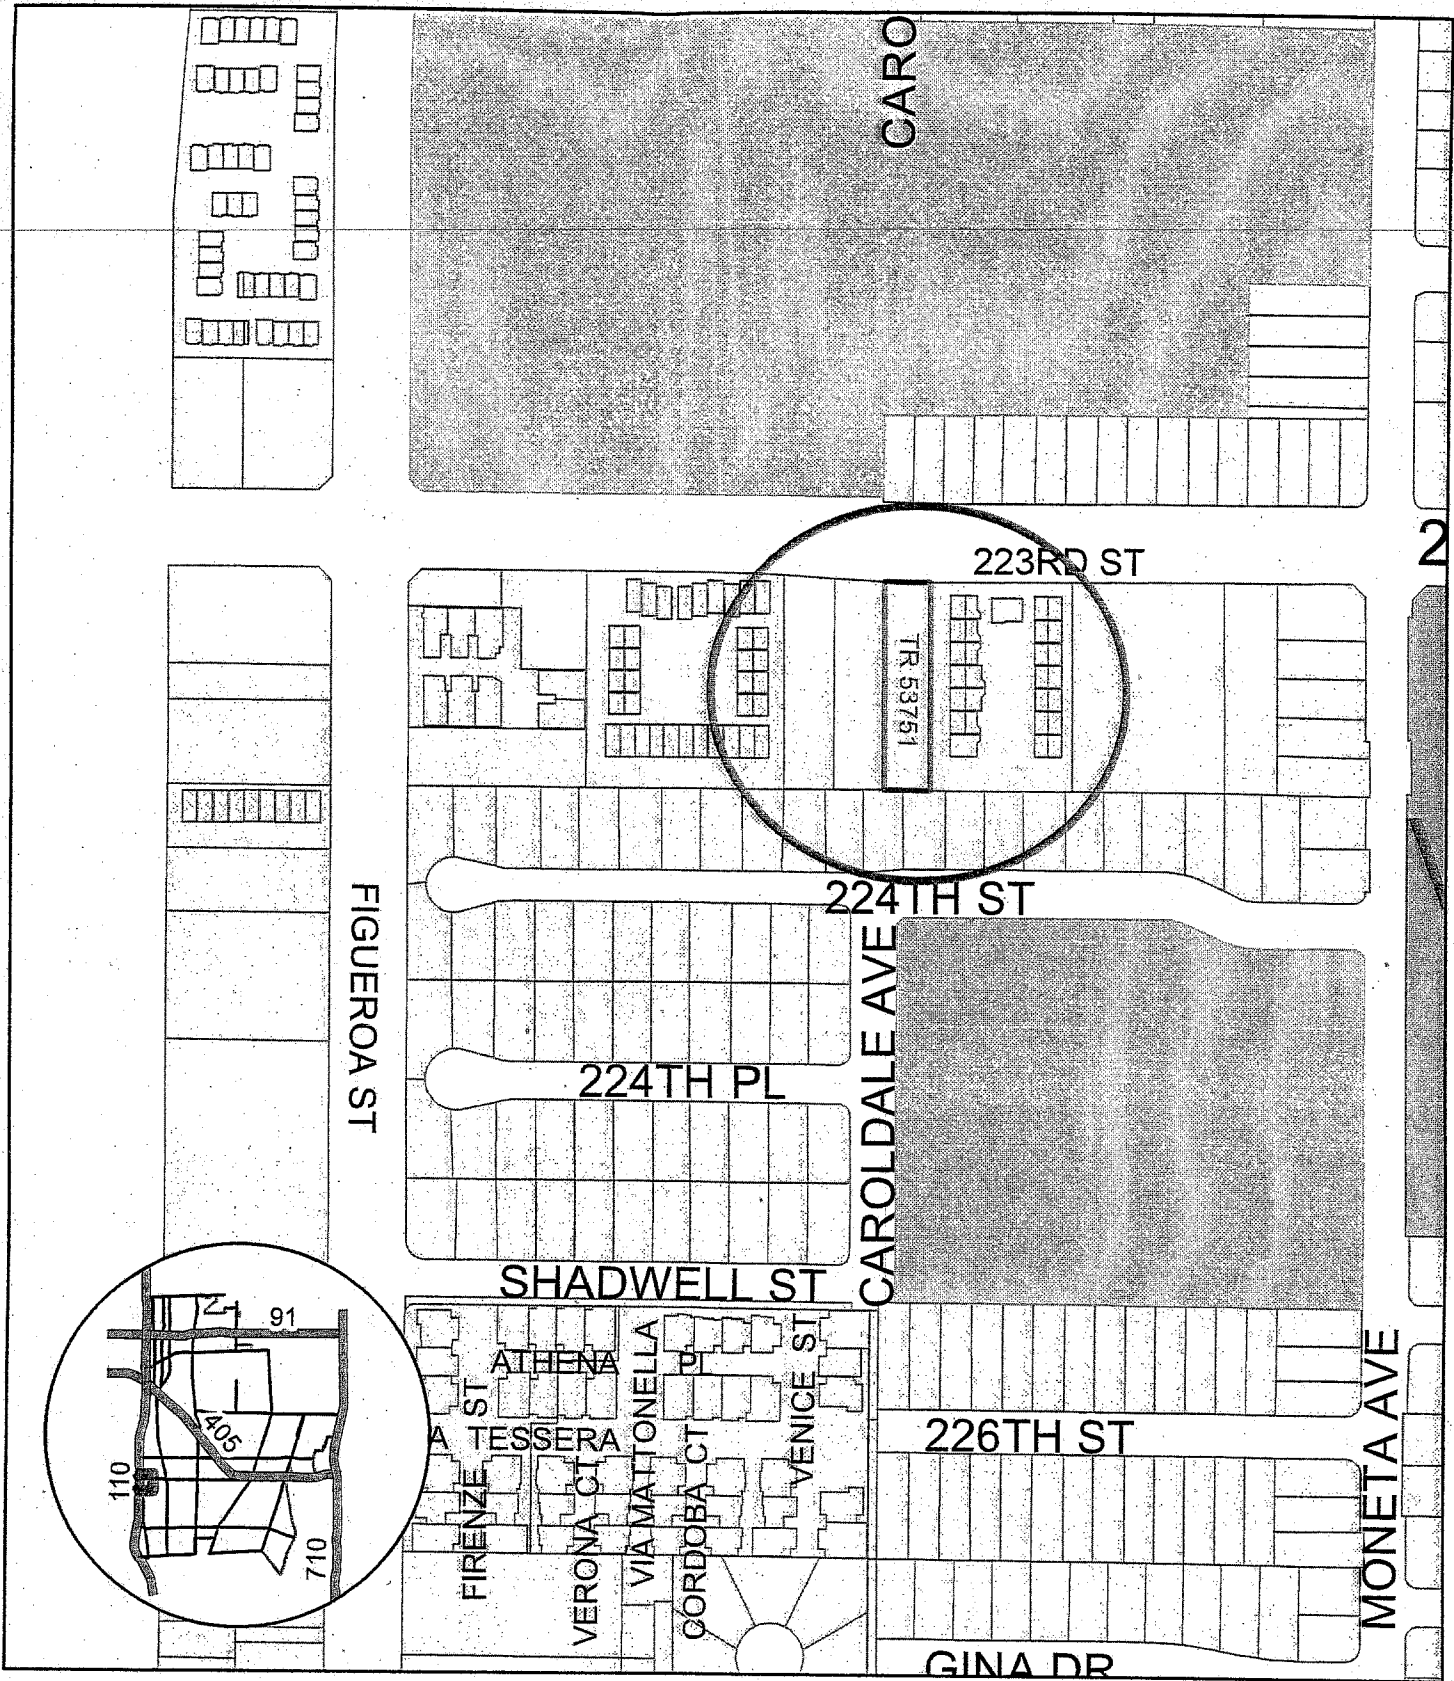 CARO
223RD ST
2
TR 53751
224TH ST
FIGUEROA ST
CAROLDALE AVE
224TH PL
SHADWELL ST
ATHENA PL
FIRENZE ST
A TESSERA
VERONA CT
VIA MATTONELLA
CORDOBA CT
VENICE ST
226TH ST
MONETA AVE
GINA DR
91
405
110
710